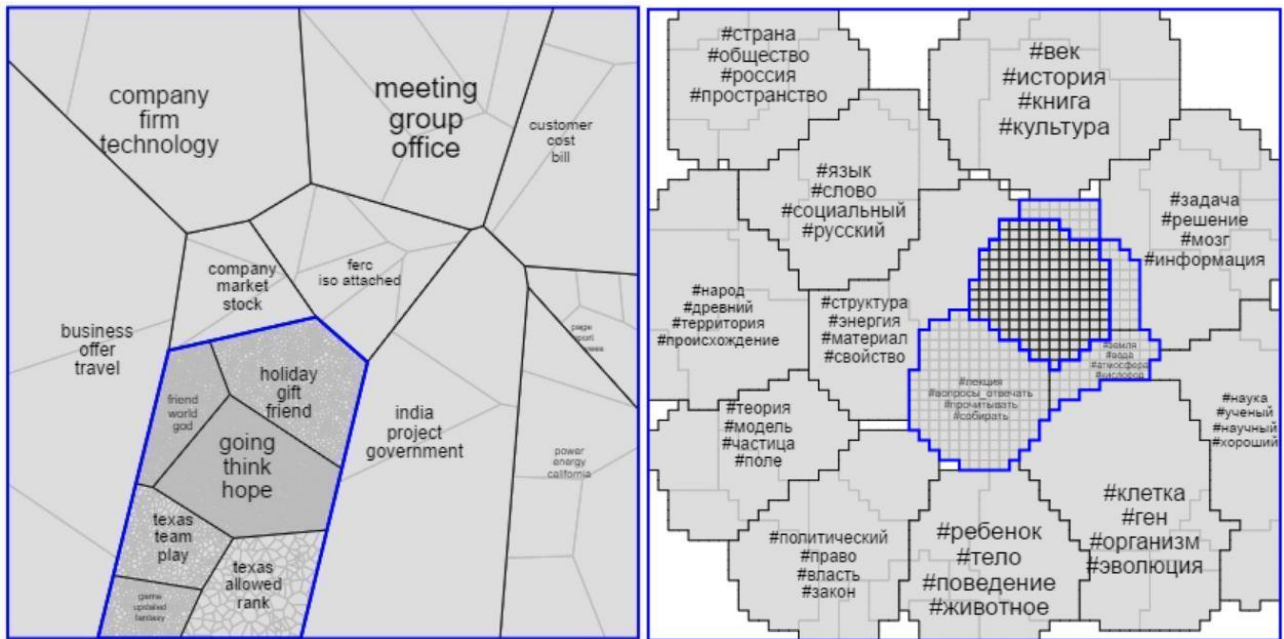 company
firm
technology
meeting
group
office
customer
cost
bill
company
market
stock
ferc
iso attached
business
offer
travel
friend
world
god
holiday
gift
friend
going
think
hope
india
project
government
power
energy
california
texas
team
play
texas
allowed
rank
game
updated
fantasy
page
#страна
#общество
#россия
#пространство
#век
#история
#книга
#культура
#язык
#слово
#социальный
#русский
#задача
#решение
#мозг
#информация
#народ
#древний
#территория
#происхождение
#структура
#энергия
#материал
#свойство
#земля
#вода
#атмосфера
#кислород
#лекция
#вопросы_отвечать
#прочитывать
#собирать
#теория
#модель
#частица
#поле
#наука
#ученый
#научный
#хороший
#политический
#право
#власть
#закон
#ребенок
#тело
#поведение
#животное
#клетка
#ген
#организм
#эволюция